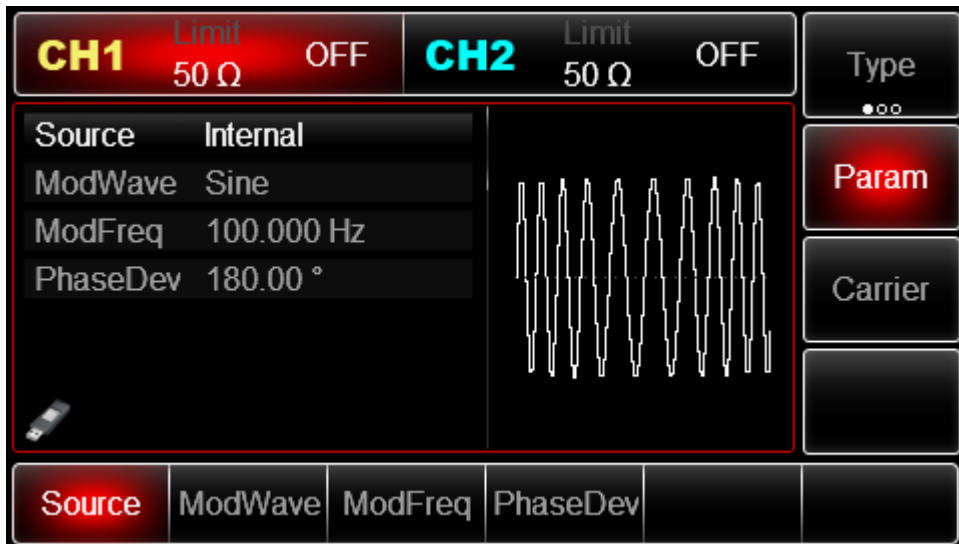 CH1 Limit 50 Ω OFF CH2 Limit 50 Ω OFF
Type
Source Internal
ModWave Sine
ModFreq 100.000 Hz
PhaseDev 180.00 °
Param
Carrier
Source ModWave ModFreq PhaseDev